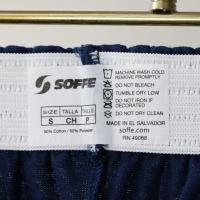 SOFFE
SIZE TALLA TAILLE
S CH P
50% Cotton / 50% Polyester
MACHINE WASH COLD
REMOVE PROMPTLY
DO NOT BLEACH
TUMBLE DRY LOW
DO NOT IRON IF
DECORATED
DO NOT DRY CLEAN
MADE IN EL SALVADOR
soffe.com
RN 49088